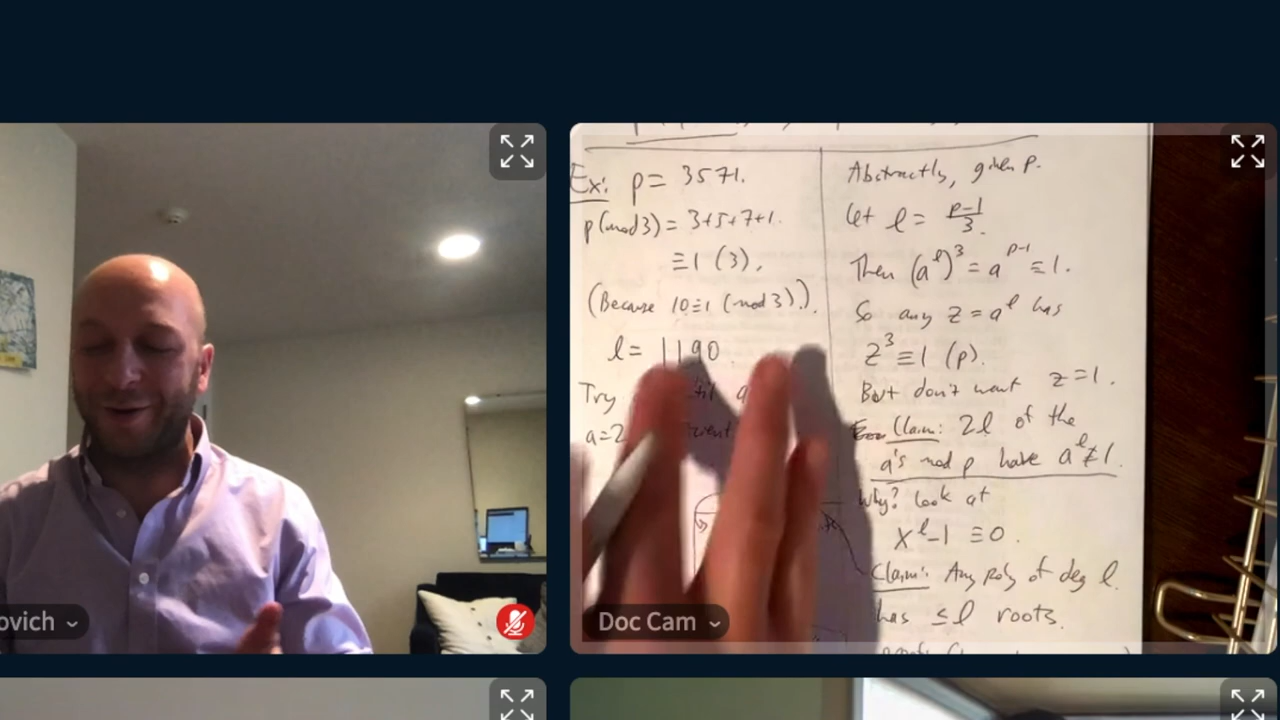 Ex: p = 3571.
p(mod 3) = 3+5+7+1.
≡ 1 (3).
(Because 10 ≡ 1 (mod 3)).
l = 1190
Try
a=2
Abstractly, given p.
Let l = p-1/3.
Then (a^l)^3 = a^p-1 ≡ 1.
So any z = a^l has
z^3 ≡ 1 (p).
But don't want z = 1.
Claim: 2l of the
a's mod p have a^l ≢ 1.
Why? Look at
x^l - 1 ≡ 0.
Claim: Any poly of deg l
has ≤ l roots.
ovich
Doc Cam